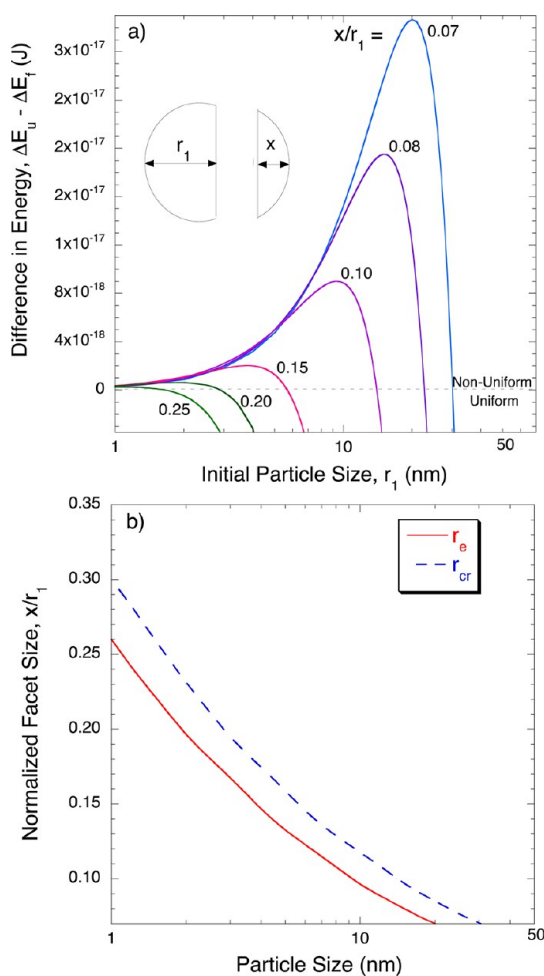 a)
x/r1 =
0.07
3x10-17
2x10-17
2x10-17
2x10-17
1x10-17
8x10-18
4x10-18
0
Difference in Energy, ΔEu - ΔEf (J)
r1
x
0.08
0.10
0.15
0.20
0.25
Non-Uniform
Uniform
1
10
50
Initial Particle Size, r1 (nm)
b)
re
rcr
0.35
0.30
0.25
0.20
0.15
0.10
Normalized Facet Size, x/r1
1
10
50
Particle Size (nm)